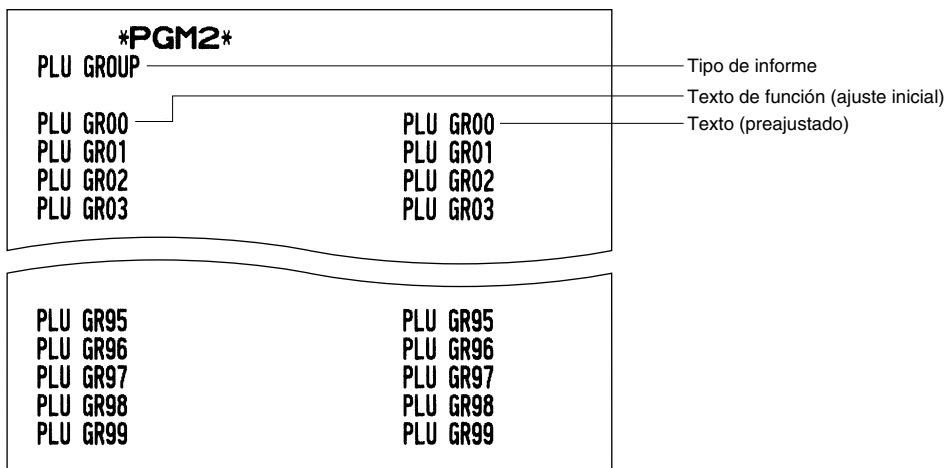 *PGM2*
PLU GROUP Tipo de informe
Texto de función (ajuste inicial)
PLU GR00 PLU GR00 Texto (preajustado)
PLU GR01 PLU GR01
PLU GR02 PLU GR02
PLU GR03 PLU GR03
PLU GR95 PLU GR95
PLU GR96 PLU GR96
PLU GR97 PLU GR97
PLU GR98 PLU GR98
PLU GR99 PLU GR99